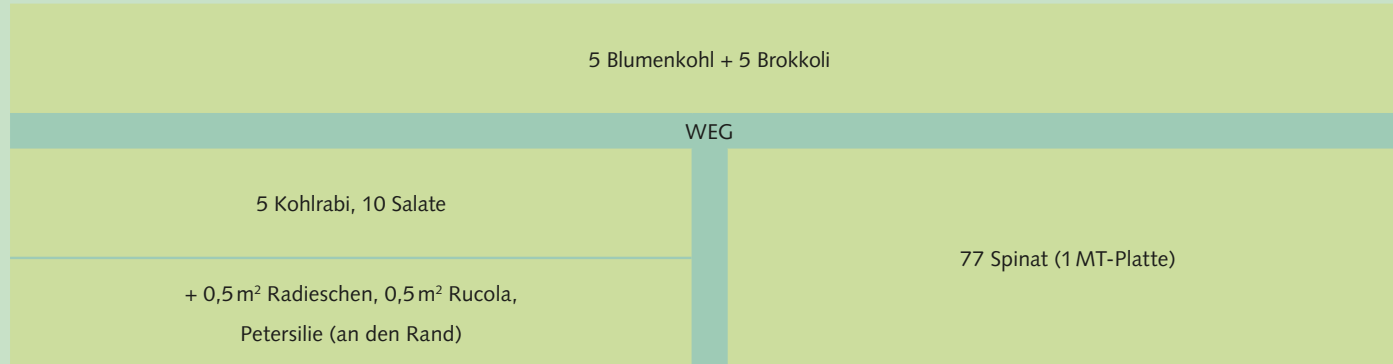 5 Blumenkohl + 5 Brokkoli
WEG
5 Kohlrabi, 10 Salate
+ 0,5 m² Radieschen, 0,5 m² Rucola,
Petersilie (an den Rand)
77 Spinat (1 MT-Platte)